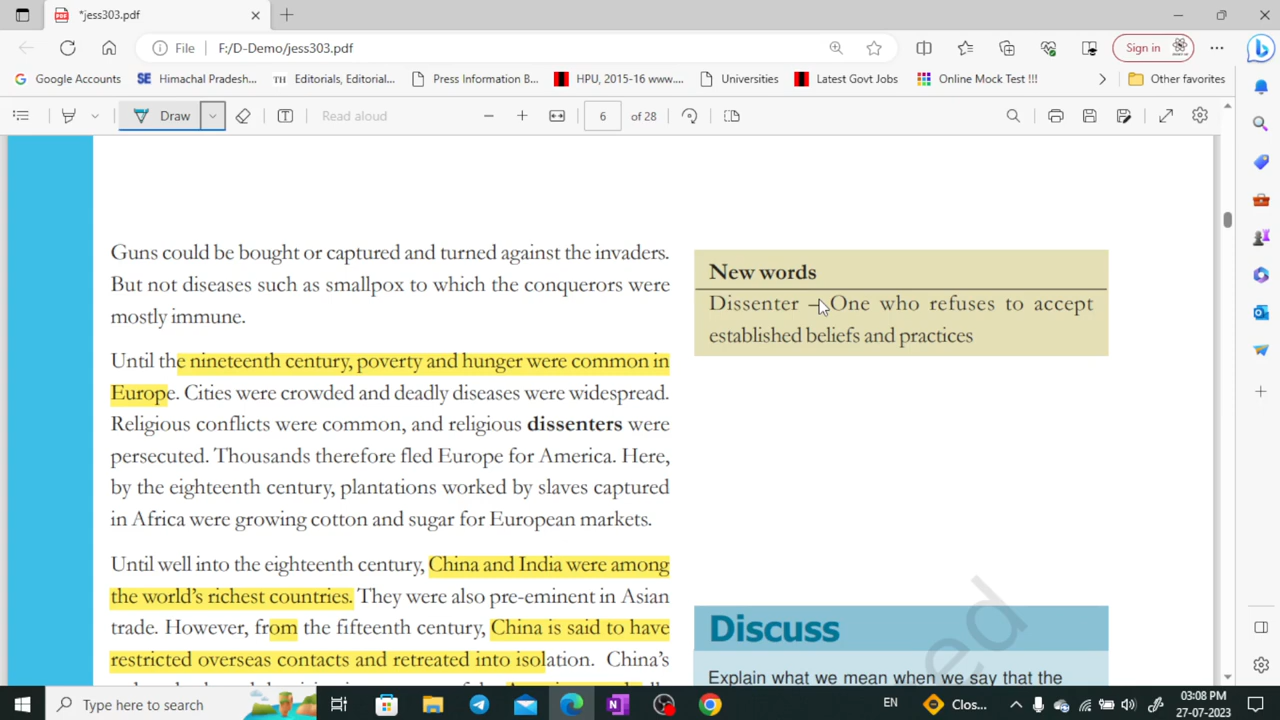 *jess303.pdf
File F:/D-Demo/jess303.pdf Sign in
Google Accounts SE Himachal Pradesh... TH Editorials, Editorial... Press Information B... HPU, 2015-16 www.... Universities Latest Govt Jobs Online Mock Test !!! Other favorites
Draw Read aloud 6 of 28
Guns could be bought or captured and turned against the invaders.
But not diseases such as smallpox to which the conquerors were
mostly immune.
Until the nineteenth century, poverty and hunger were common in
Europe. Cities were crowded and deadly diseases were widespread.
Religious conflicts were common, and religious dissenters were
persecuted. Thousands therefore fled Europe for America. Here,
by the eighteenth century, plantations worked by slaves captured
in Africa were growing cotton and sugar for European markets.
Until well into the eighteenth century, China and India were among
the world's richest countries. They were also pre-eminent in Asian
trade. However, from the fifteenth century, China is said to have
restricted overseas contacts and retreated into isolation. China's
New words
Dissenter – One who refuses to accept
established beliefs and practices
Discuss
Explain what we mean when we say that the
ed
Type here to search
EN
Clos...
03:08 PM
27-07-2023